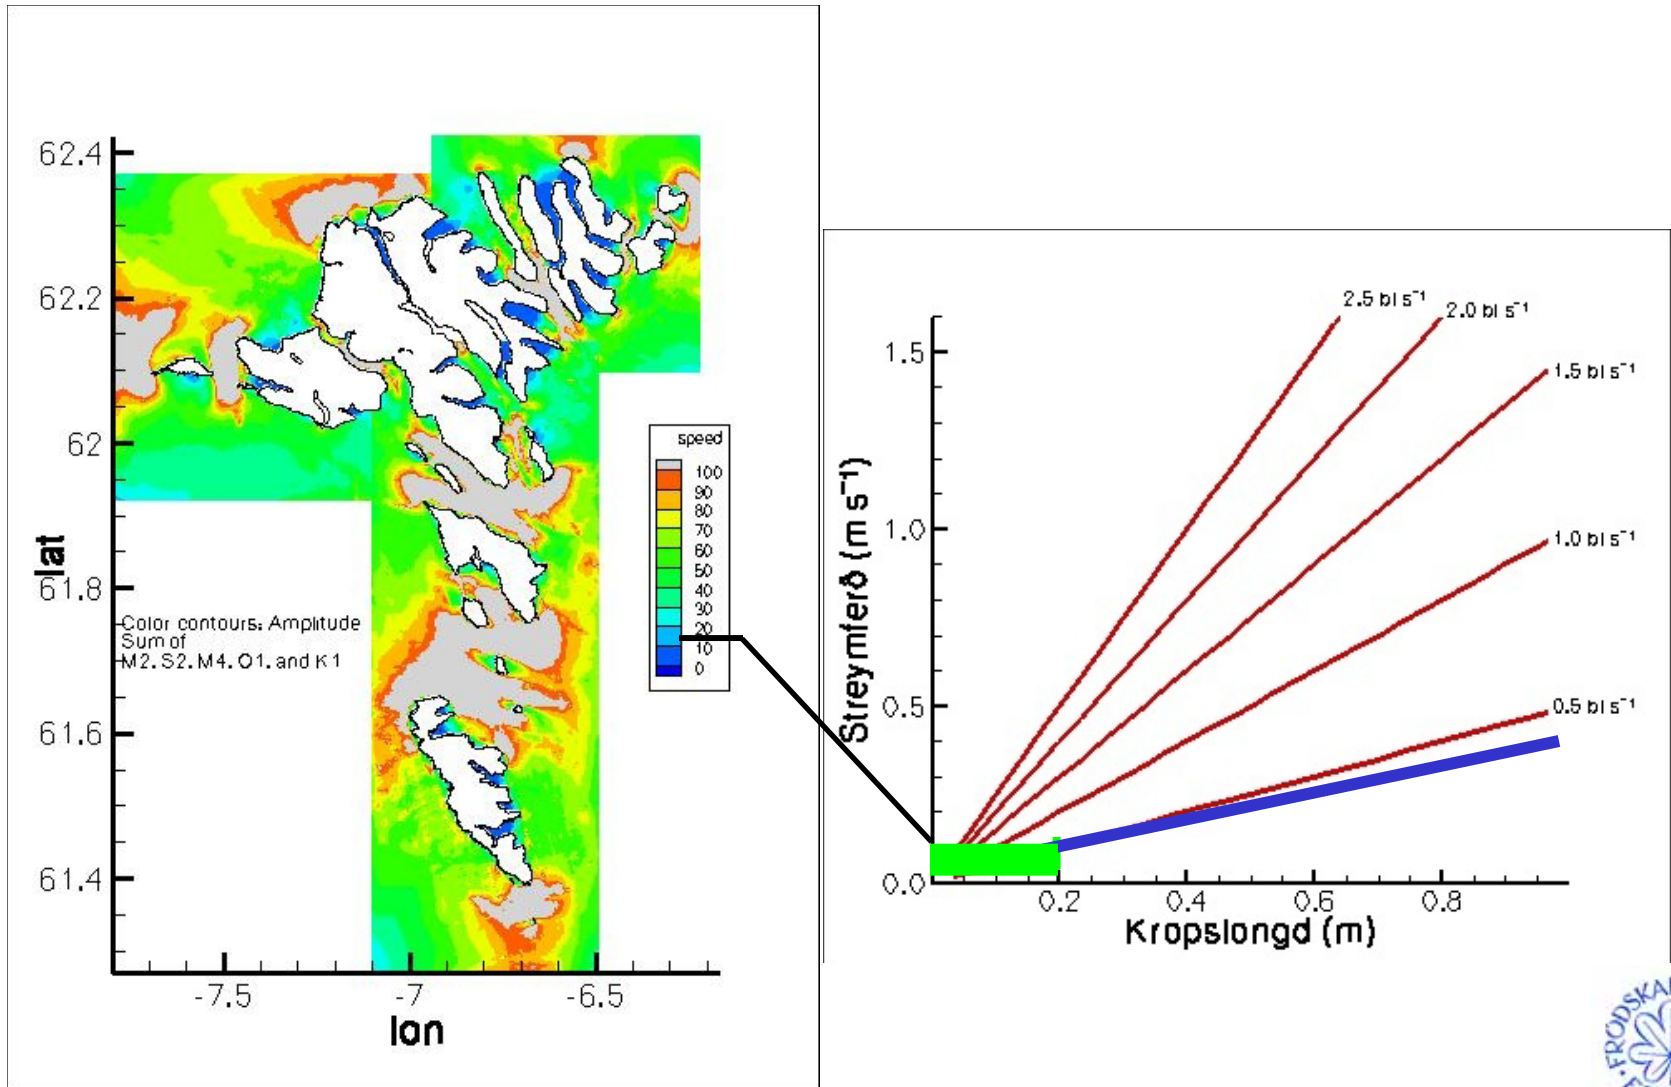 62.4
62.2
62
61.8
61.6
61.4
lat
-7.5
-7
-6.5
lon
Color contours: Amplitude
Sum of
M2. S2. M4. O1. and K1
speed
100
90
80
70
60
50
40
30
20
10
0
2.5 bl s⁻¹
2.0 bl s⁻¹
1.5 bl s⁻¹
1.0 bl s⁻¹
0.5 bl s⁻¹
1.5
1.0
0.5
0.0
Streymferð (m s⁻¹)
0.2
0.4
0.6
0.8
Kropslongd (m)